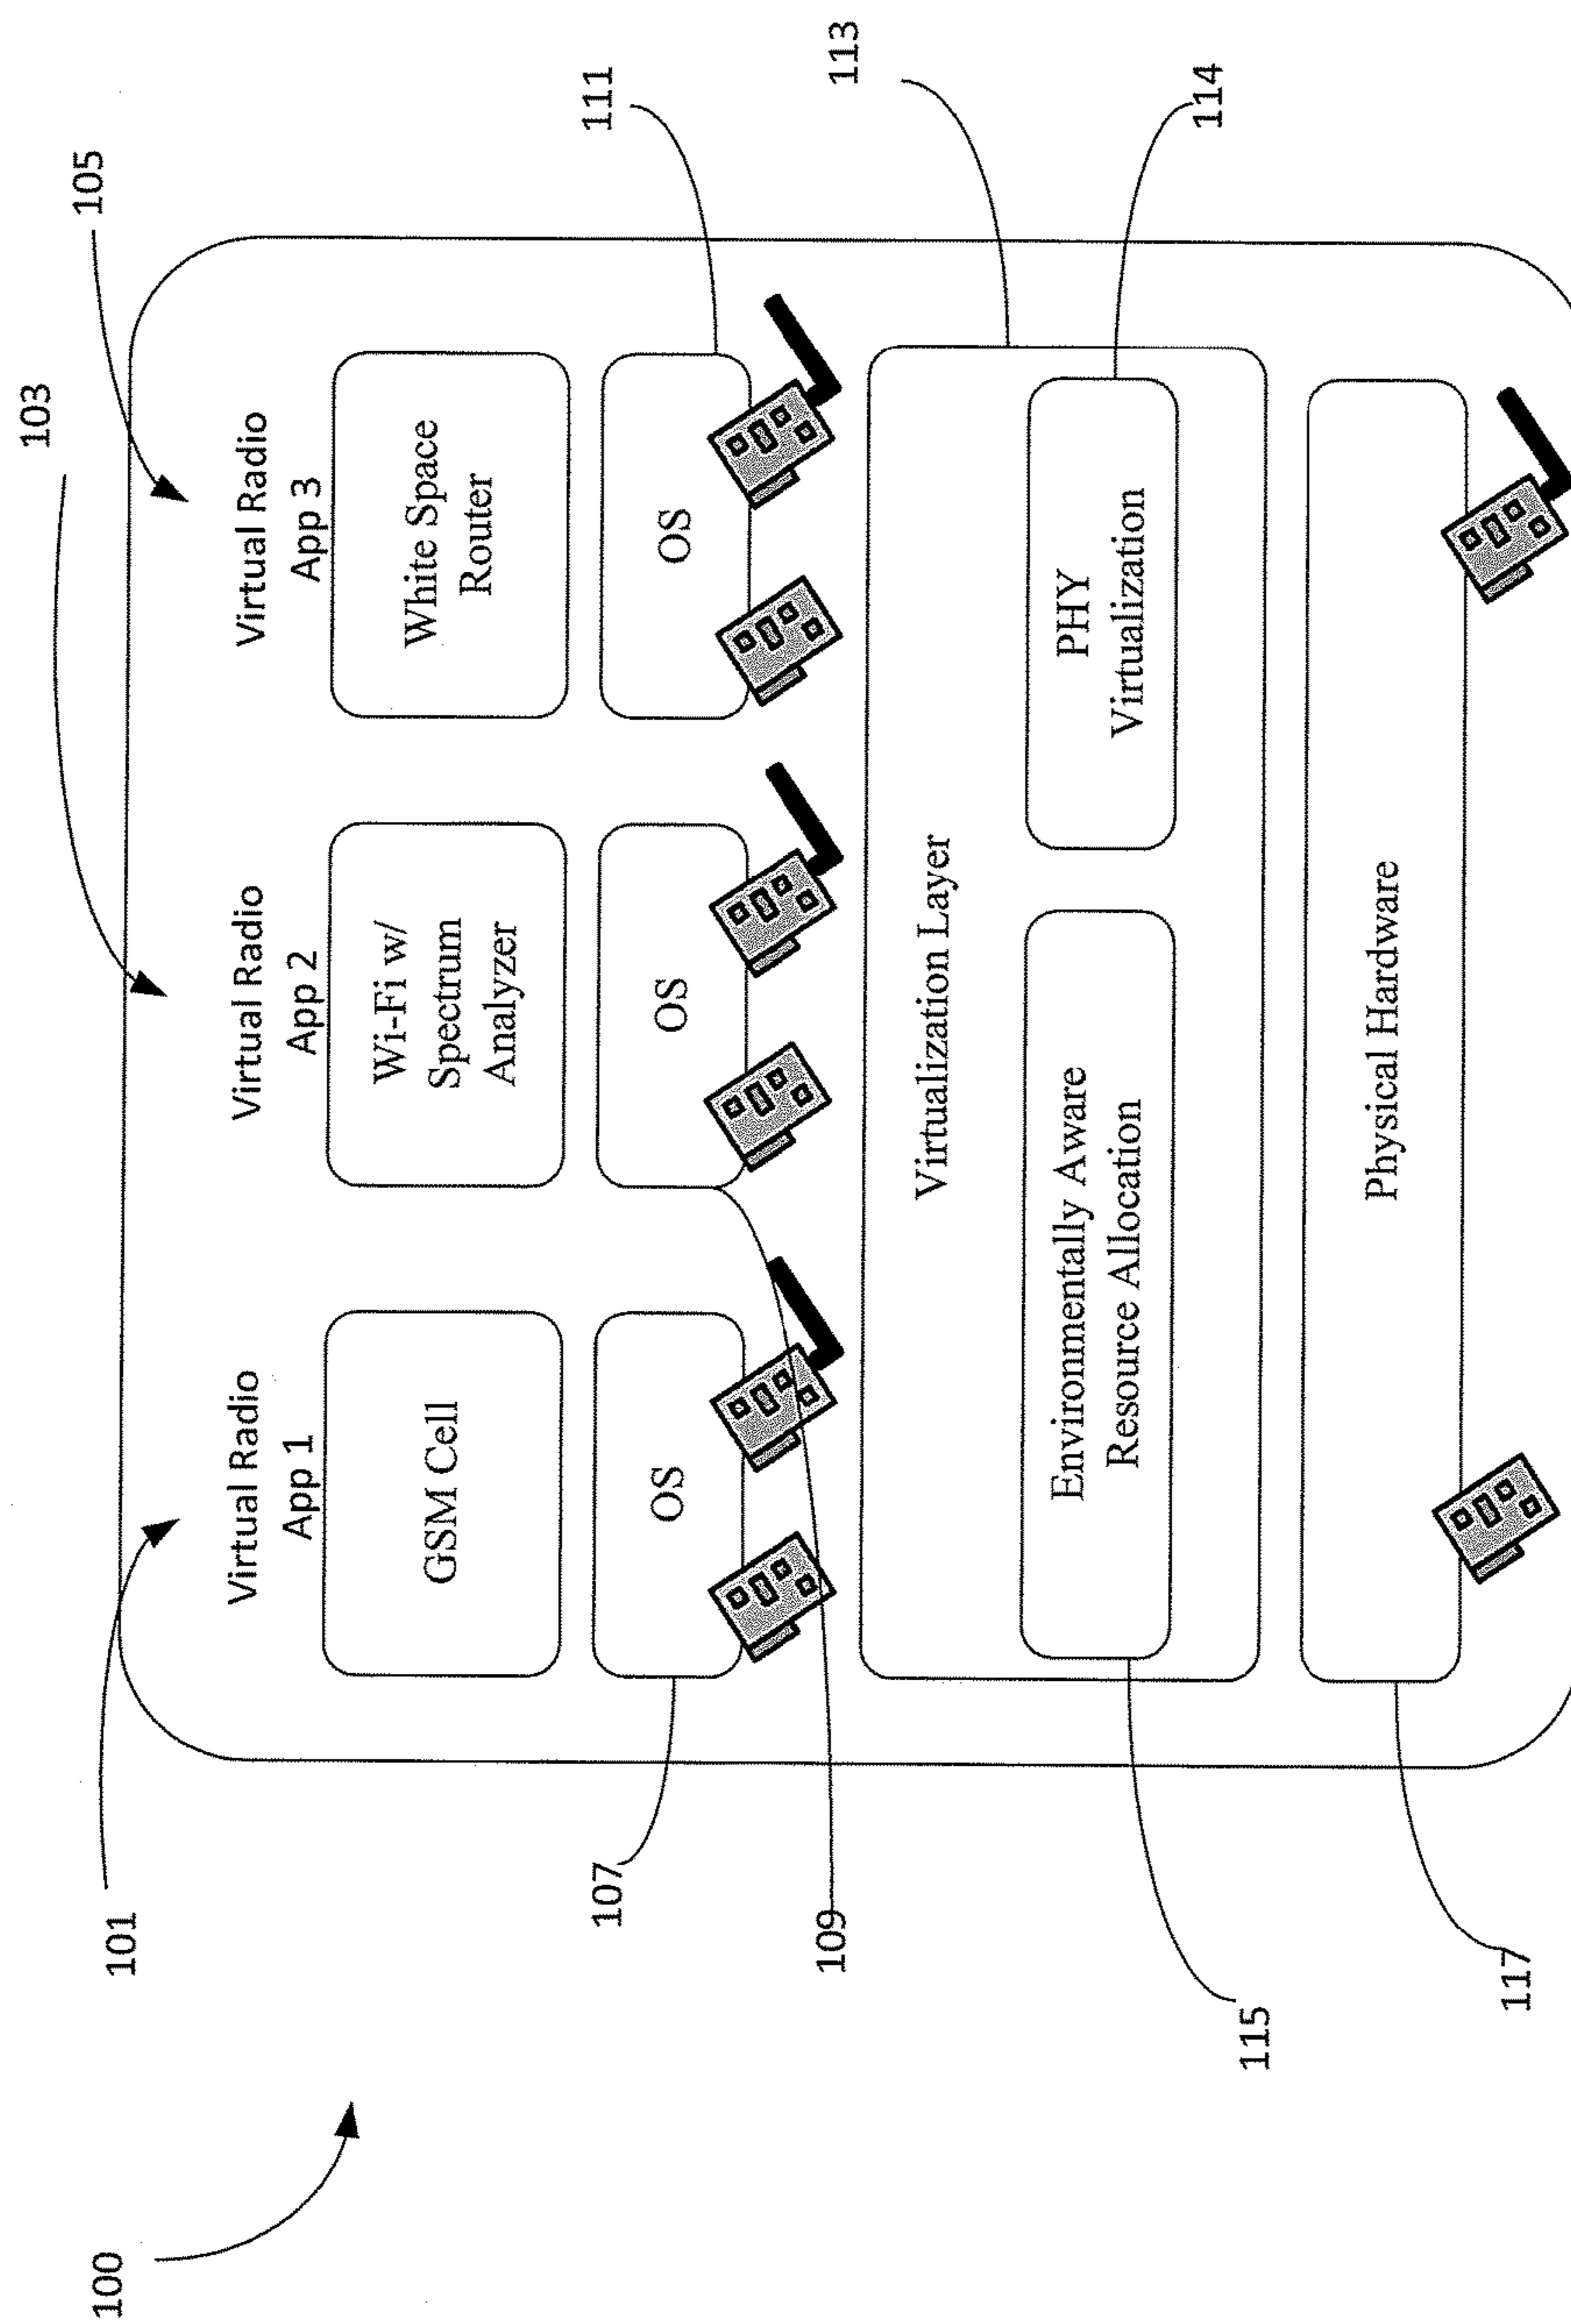 100
101
103
105
Virtual Radio
App 1
Virtual Radio
App 2
Virtual Radio
App 3
GSM Cell
Wi-Fi w/
Spectrum
Analyzer
White Space
Router
107
OS
OS
OS
111
109
113
Virtualization Layer
115
Environmentally Aware
Resource Allocation
PHY
Virtualization
114
117
Physical Hardware